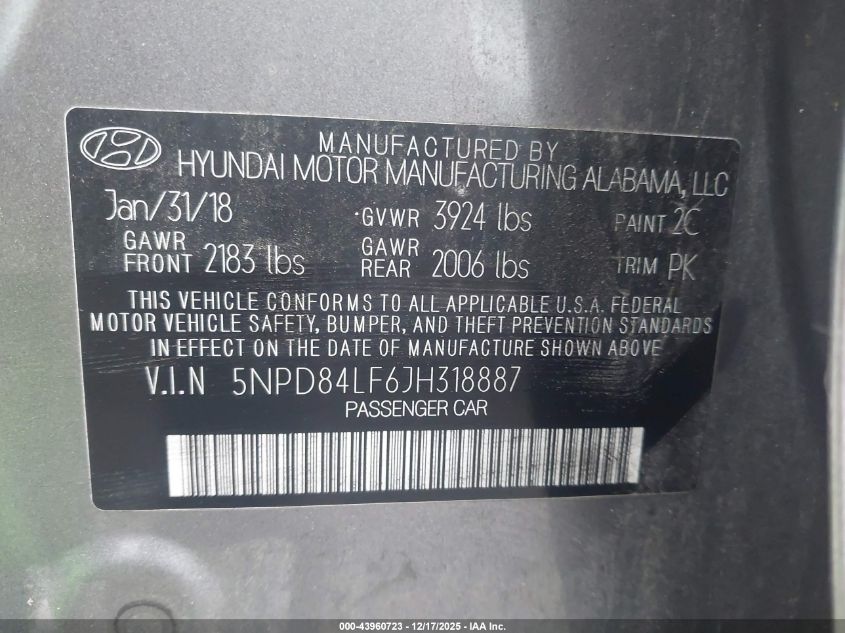 MANUFACTURED BY
HYUNDAI MOTOR MANUFACTURING ALABAMA, LLC
Jan/31/18 GVWR 3924 lbs PAINT 2C
GAWR FRONT 2183 lbs GAWR REAR 2006 lbs TRIM PK
THIS VEHICLE CONFORMS TO ALL APPLICABLE U.S.A. FEDERAL
MOTOR VEHICLE SAFETY, BUMPER, AND THEFT PREVENTION STANDARDS
IN EFFECT ON THE DATE OF MANUFACTURE SHOWN ABOVE
V.I.N 5NPD84LF6JH318887
PASSENGER CAR
000-43960723 - 12/17/2025 - IAA Inc.